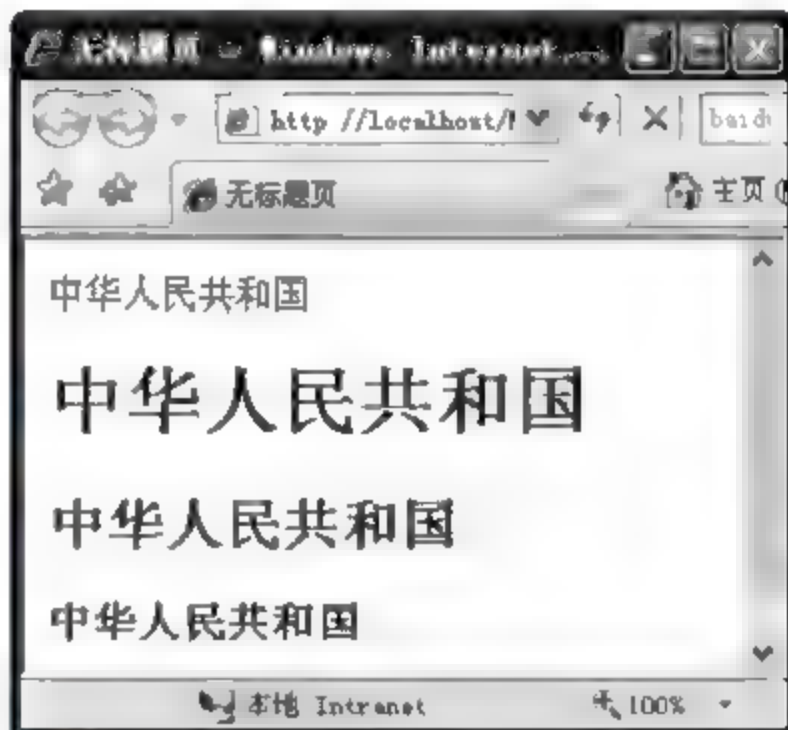 无标题页 - Windows Internet...
http //localhost/
无标题页
主页
中华人民共和国
中华人民共和国
中华人民共和国
中华人民共和国
本地 Intranet
100%